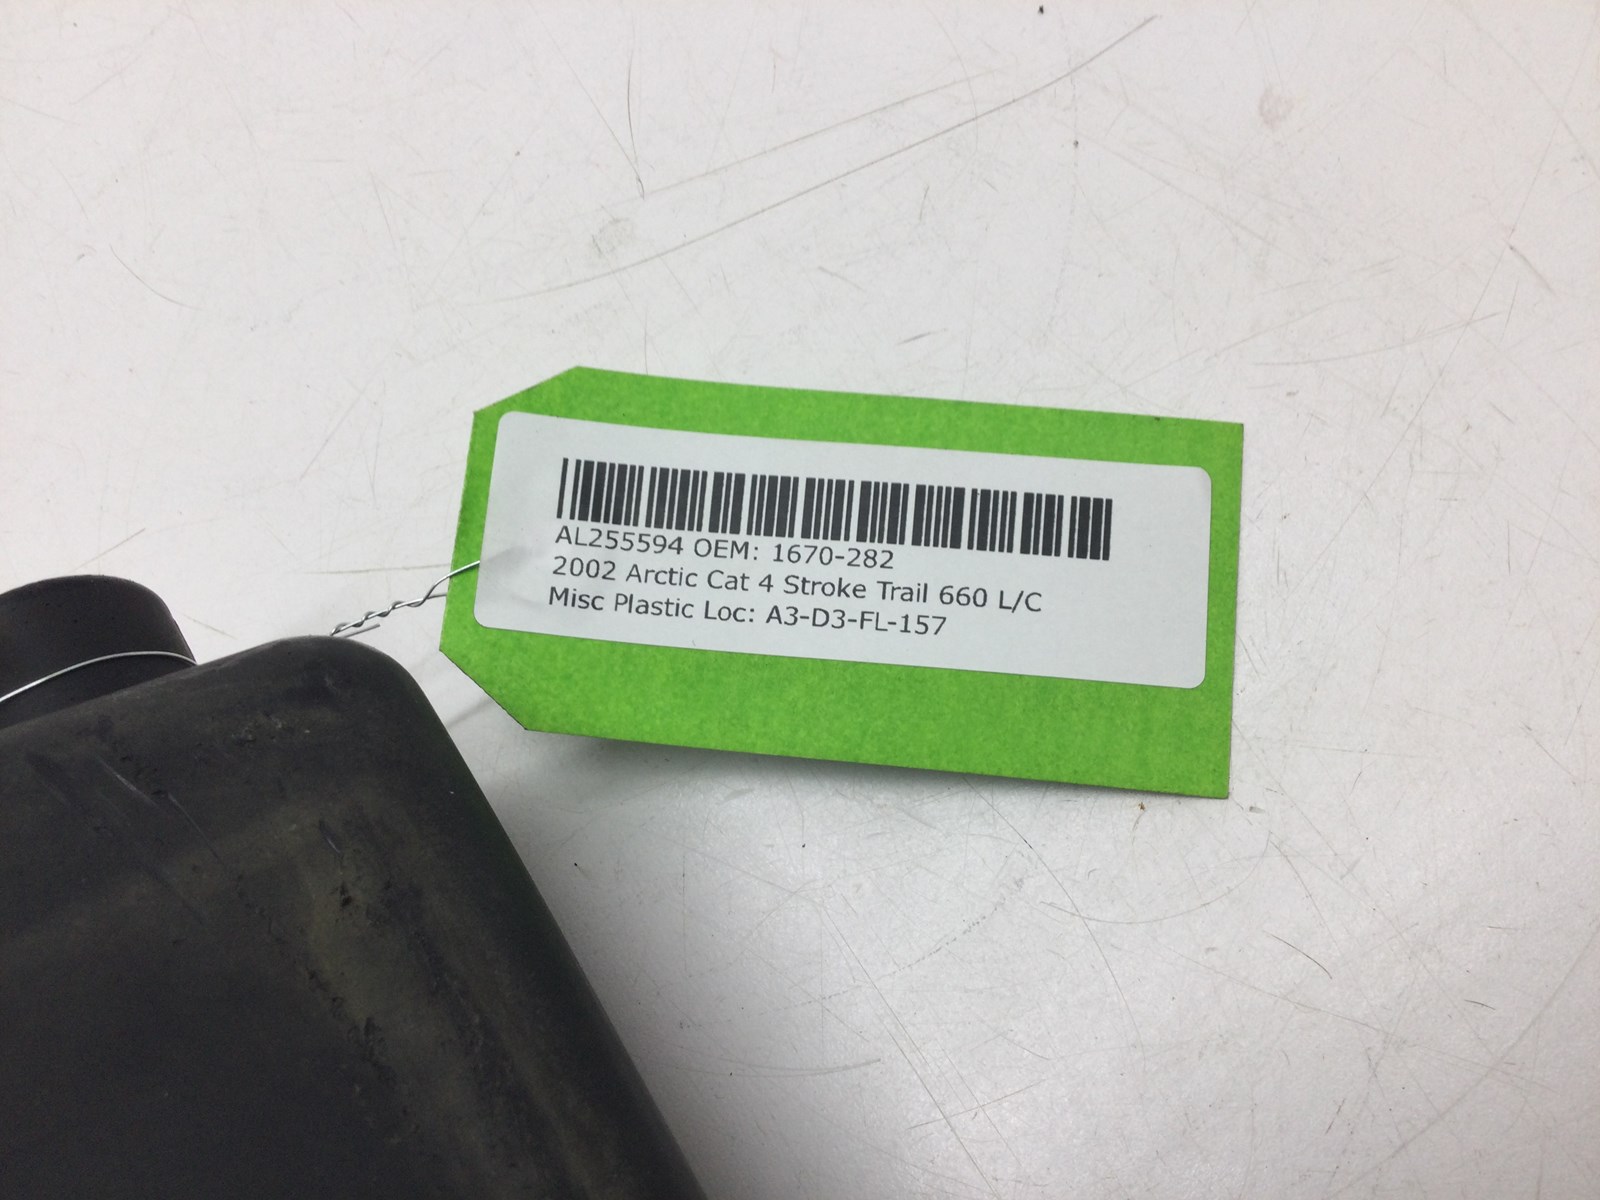 AL255594 OEM: 1670-282
2002 Arctic Cat 4 Stroke Trail 660 L/C
Misc Plastic Loc: A3-D3-FL-157